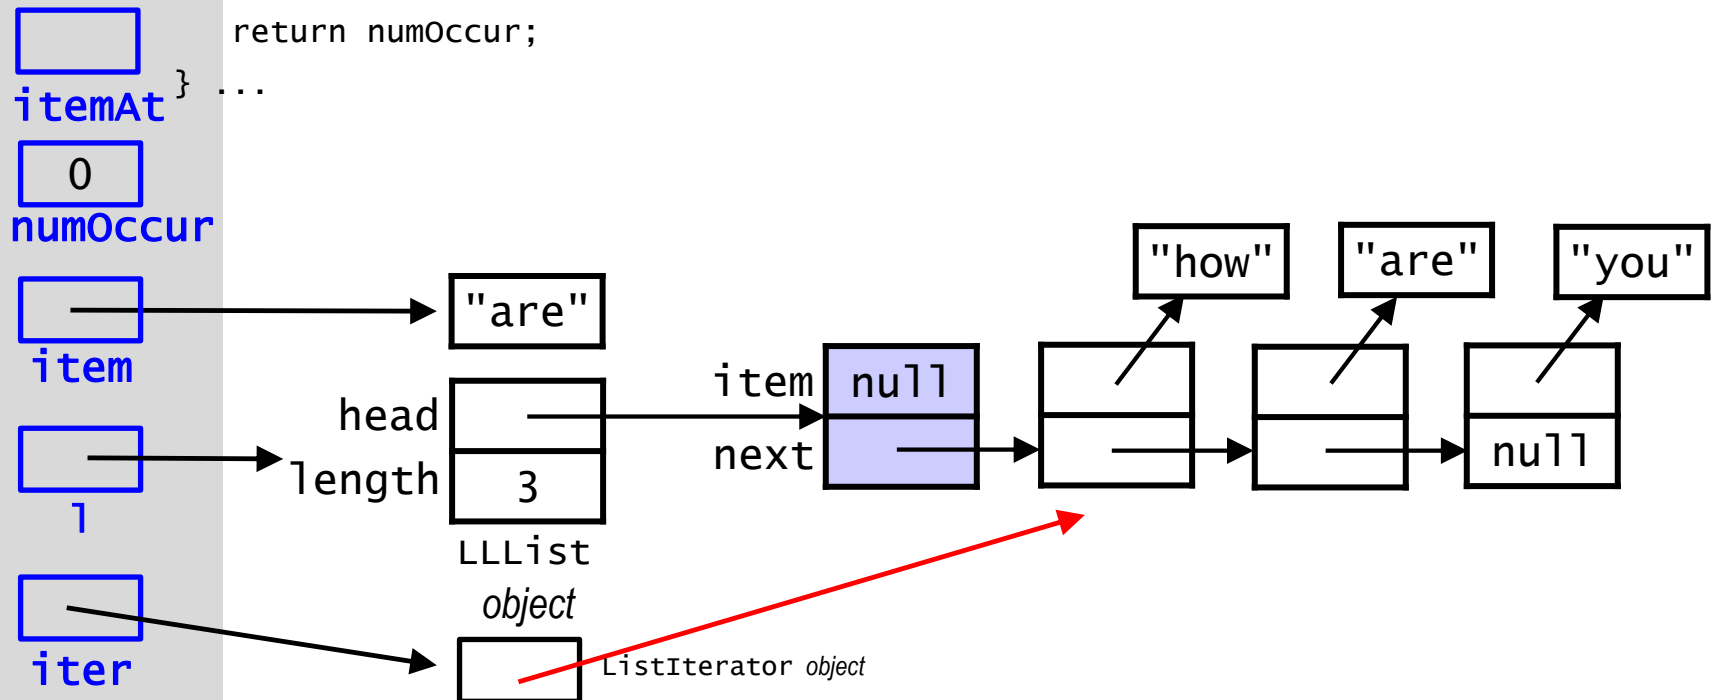 return numOccur;
} ...
itemAt
0
numOccur
"how" "are" "you"
"are"
item
item null
head
next null
length 3
l
LLList
object
iter
ListIterator object